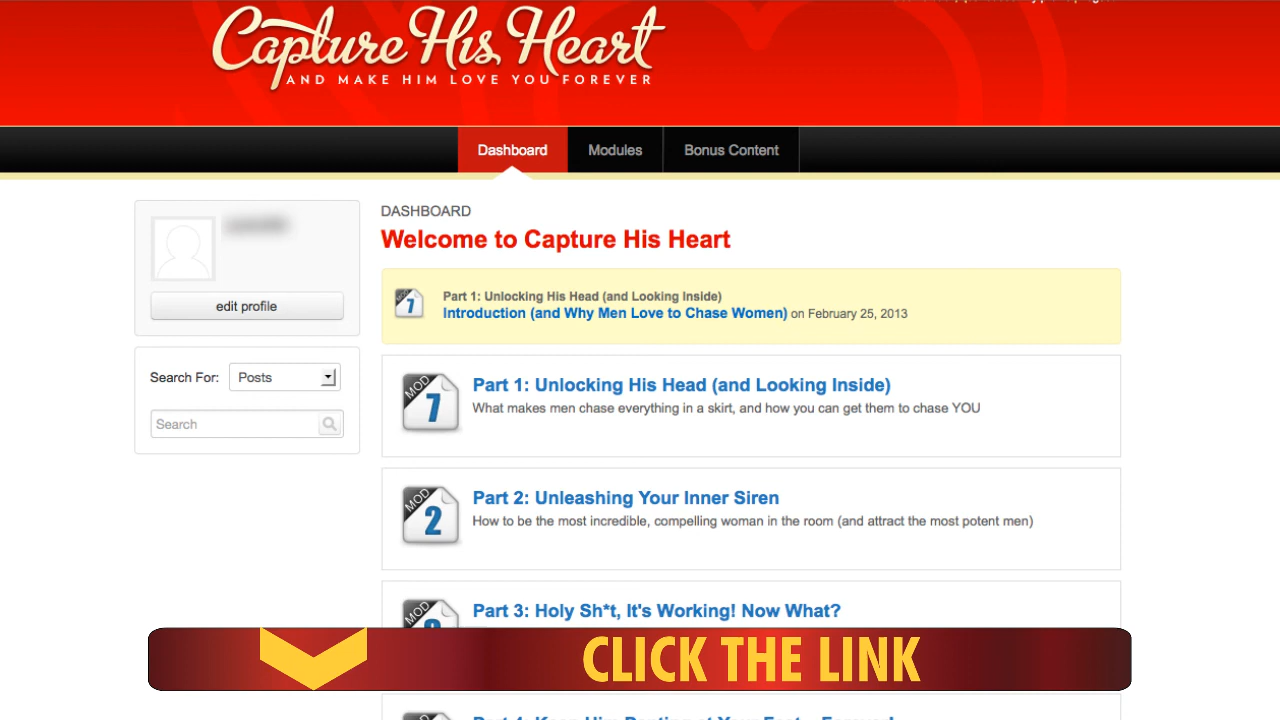 Capture His Heart
AND MAKE HIM LOVE YOU FOREVER
Dashboard
Modules
Bonus Content
edit profile
Search For:
Posts
Search
DASHBOARD
Welcome to Capture His Heart
MOD 7
Part 1: Unlocking His Head (and Looking Inside)
Introduction (and Why Men Love to Chase Women) on February 25, 2013
MOD 7
Part 1: Unlocking His Head (and Looking Inside)
What makes men chase everything in a skirt, and how you can get them to chase YOU
MOD 2
Part 2: Unleashing Your Inner Siren
How to be the most incredible, compelling woman in the room (and attract the most potent men)
MOD
Part 3: Holy Sh*t, It's Working! Now What?
CLICK THE LINK